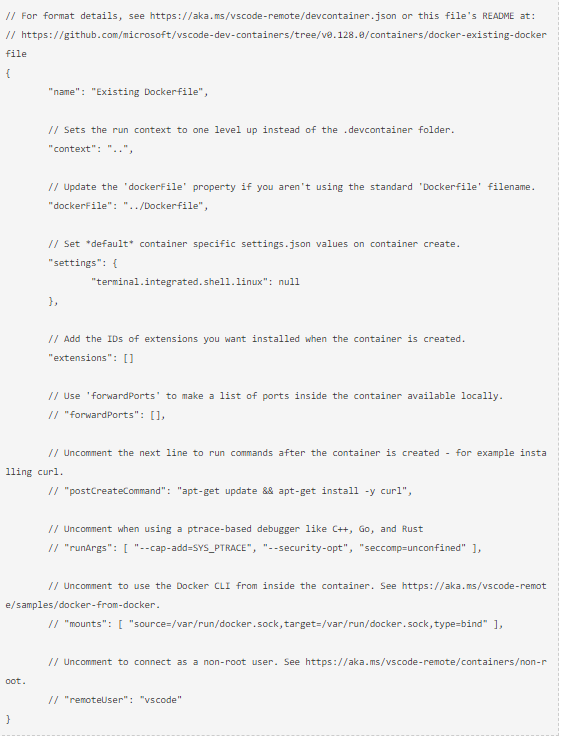 // For format details, see https://aka.ms/vscode-remote/devcontainer.json or this file's README at:
// https://github.com/microsoft/vscode-dev-containers/tree/v0.128.0/containers/docker-existing-docker
file
{
	"name": "Existing Dockerfile",

	// Sets the run context to one level up instead of the .devcontainer folder.
	"context": "..",

	// Update the 'dockerFile' property if you aren't using the standard 'Dockerfile' filename.
	"dockerFile": "../Dockerfile",

	// Set *default* container specific settings.json values on container create.
	"settings": {
		"terminal.integrated.shell.linux": null
	},

	// Add the IDs of extensions you want installed when the container is created.
	"extensions": []

	// Use 'forwardPorts' to make a list of ports inside the container available locally.
	// "forwardPorts": [],

	// Uncomment the next line to run commands after the container is created - for example insta
lling curl.
	// "postCreateCommand": "apt-get update && apt-get install -y curl",

	// Uncomment when using a ptrace-based debugger like C++, Go, and Rust
	// "runArgs": [ "--cap-add=SYS_PTRACE", "--security-opt", "seccomp=unconfined" ],

	// Uncomment to use the Docker CLI from inside the container. See https://aka.ms/vscode-remot
e/samples/docker-from-docker.
	// "mounts": [ "source=/var/run/docker.sock,target=/var/run/docker.sock,type=bind" ],

	// Uncomment to connect as a non-root user. See https://aka.ms/vscode-remote/containers/non-r
oot.
	// "remoteUser": "vscode"
}